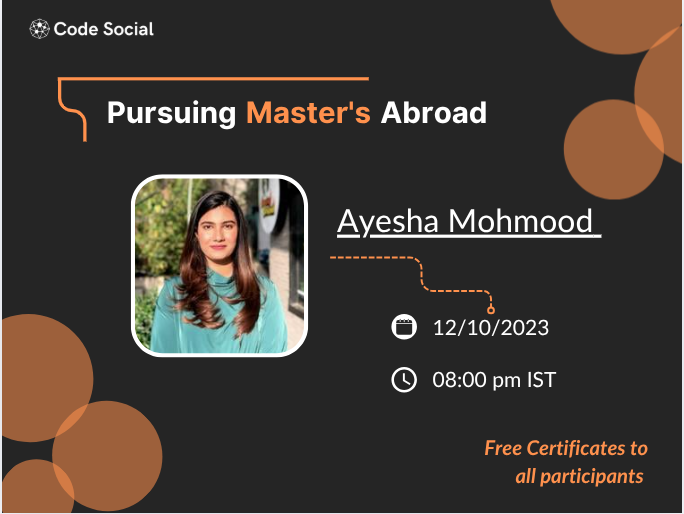 Code Social
Pursuing Master's Abroad
Ayesha Mohmood
12/10/2023
08:00 pm IST
Free Certificates to
all participants